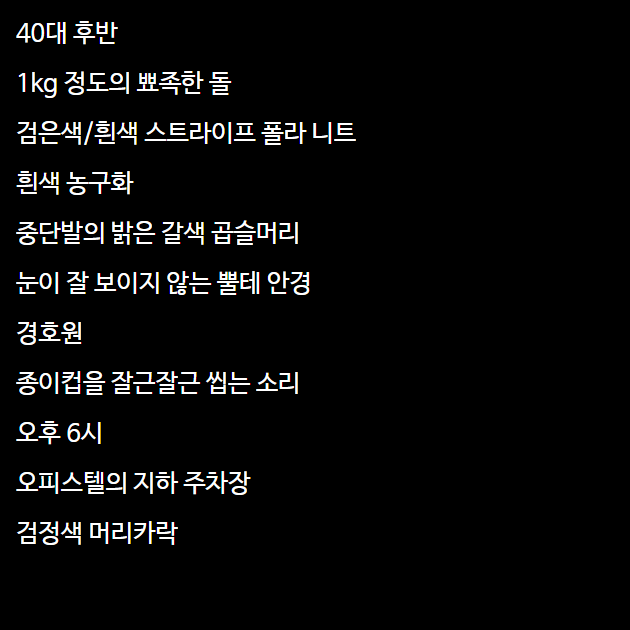 40대 후반
1kg 정도의 뾰족한 돌
검은색/흰색 스트라이프 폴라 니트
흰색 농구화
중단발의 밝은 갈색 곱슬머리
눈이 잘 보이지 않는 뿔테 안경
경호원
종이컵을 잘근잘근 씹는 소리
오후 6시
오피스텔의 지하 주차장
검정색 머리카락